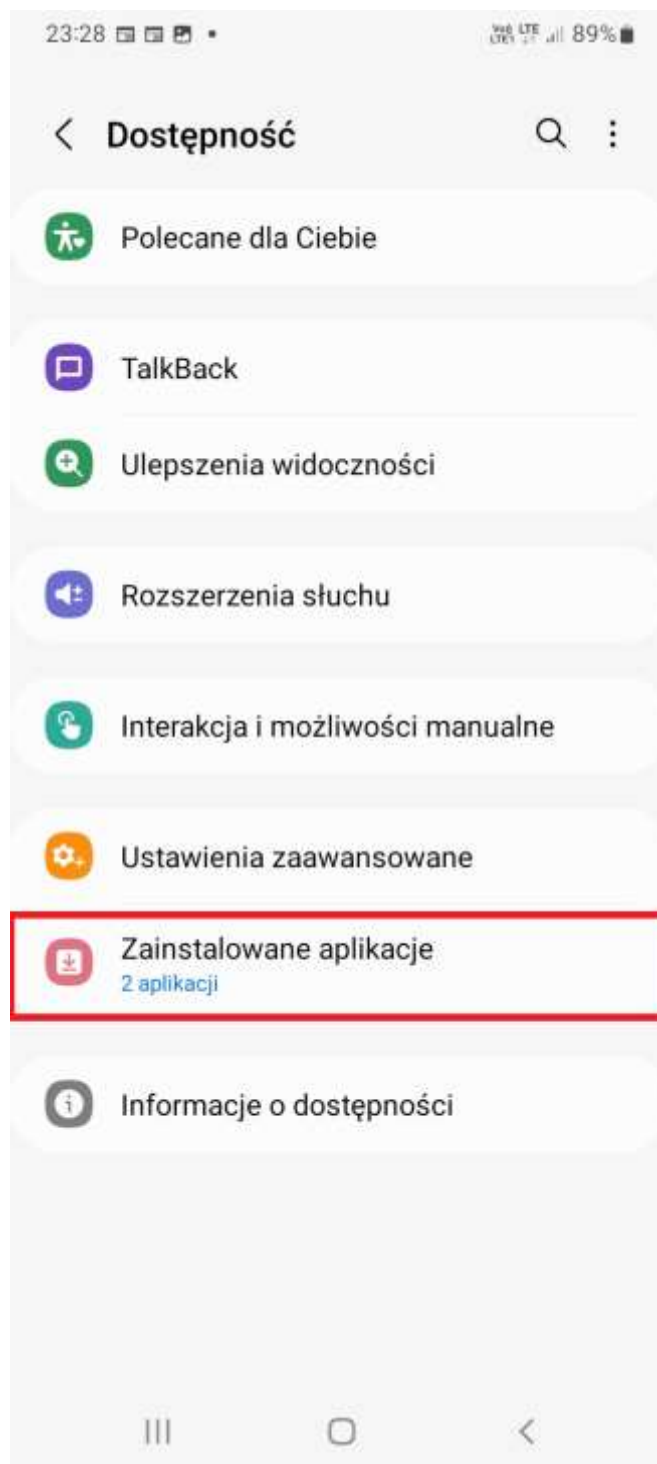 23:28
LTE
89%
Dostępność
Polecane dla Ciebie
TalkBack
Ulepszenia widoczności
Rozszerzenia słuchu
Interakcja i możliwości manualne
Ustawienia zaawansowane
Zainstalowane aplikacje
2 aplikacji
Informacje o dostępności